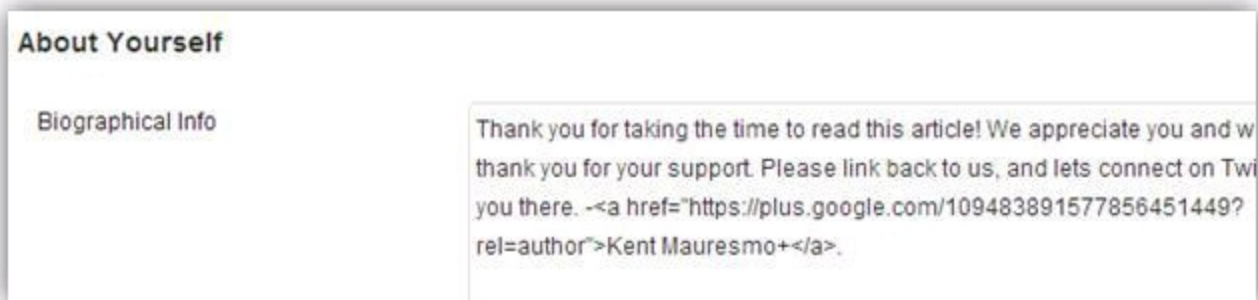 About Yourself
Biographical Info
Thank you for taking the time to read this article! We appreciate you and w
thank you for your support. Please link back to us, and lets connect on Twi
you there. -<a href="https://plus.google.com/109483891577856451449?
rel=author">Kent Mauresmo+</a>.